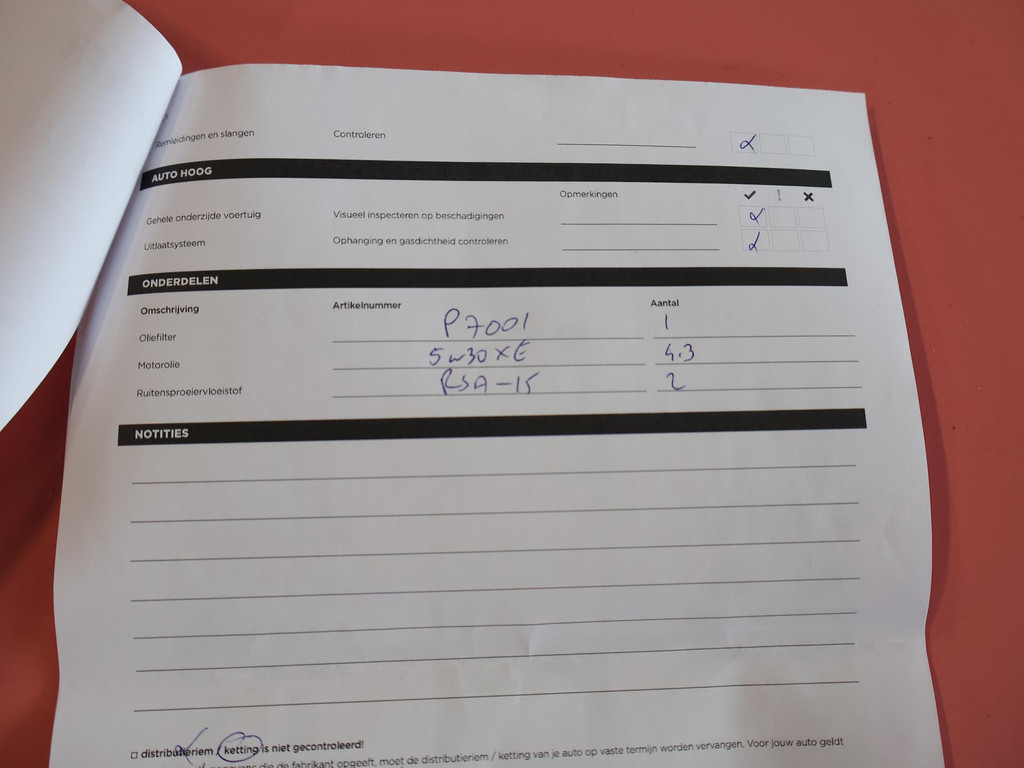 Remleidingen en slangen Controleren
AUTO HOOG
Opmerkingen ✔ ! ✖
Gehele onderzijde voertuig Visueel inspecteren op beschadigingen
Uitlaatsysteem Ophanging en gasdichtheid controleren
ONDERDELEN
Omschrijving Artikelnummer Aantal
Oliefilter P7001 1
Motorolie 5w30XE 4.3
Ruitensproeiervloeistof RSA-15 2
NOTITIES
distributieriem / ketting is niet gecontroleerd!
die de fabrikant opgeeft, moet de distributieriem / ketting van je auto op vaste termijn worden vervangen. Voor jouw auto geldt